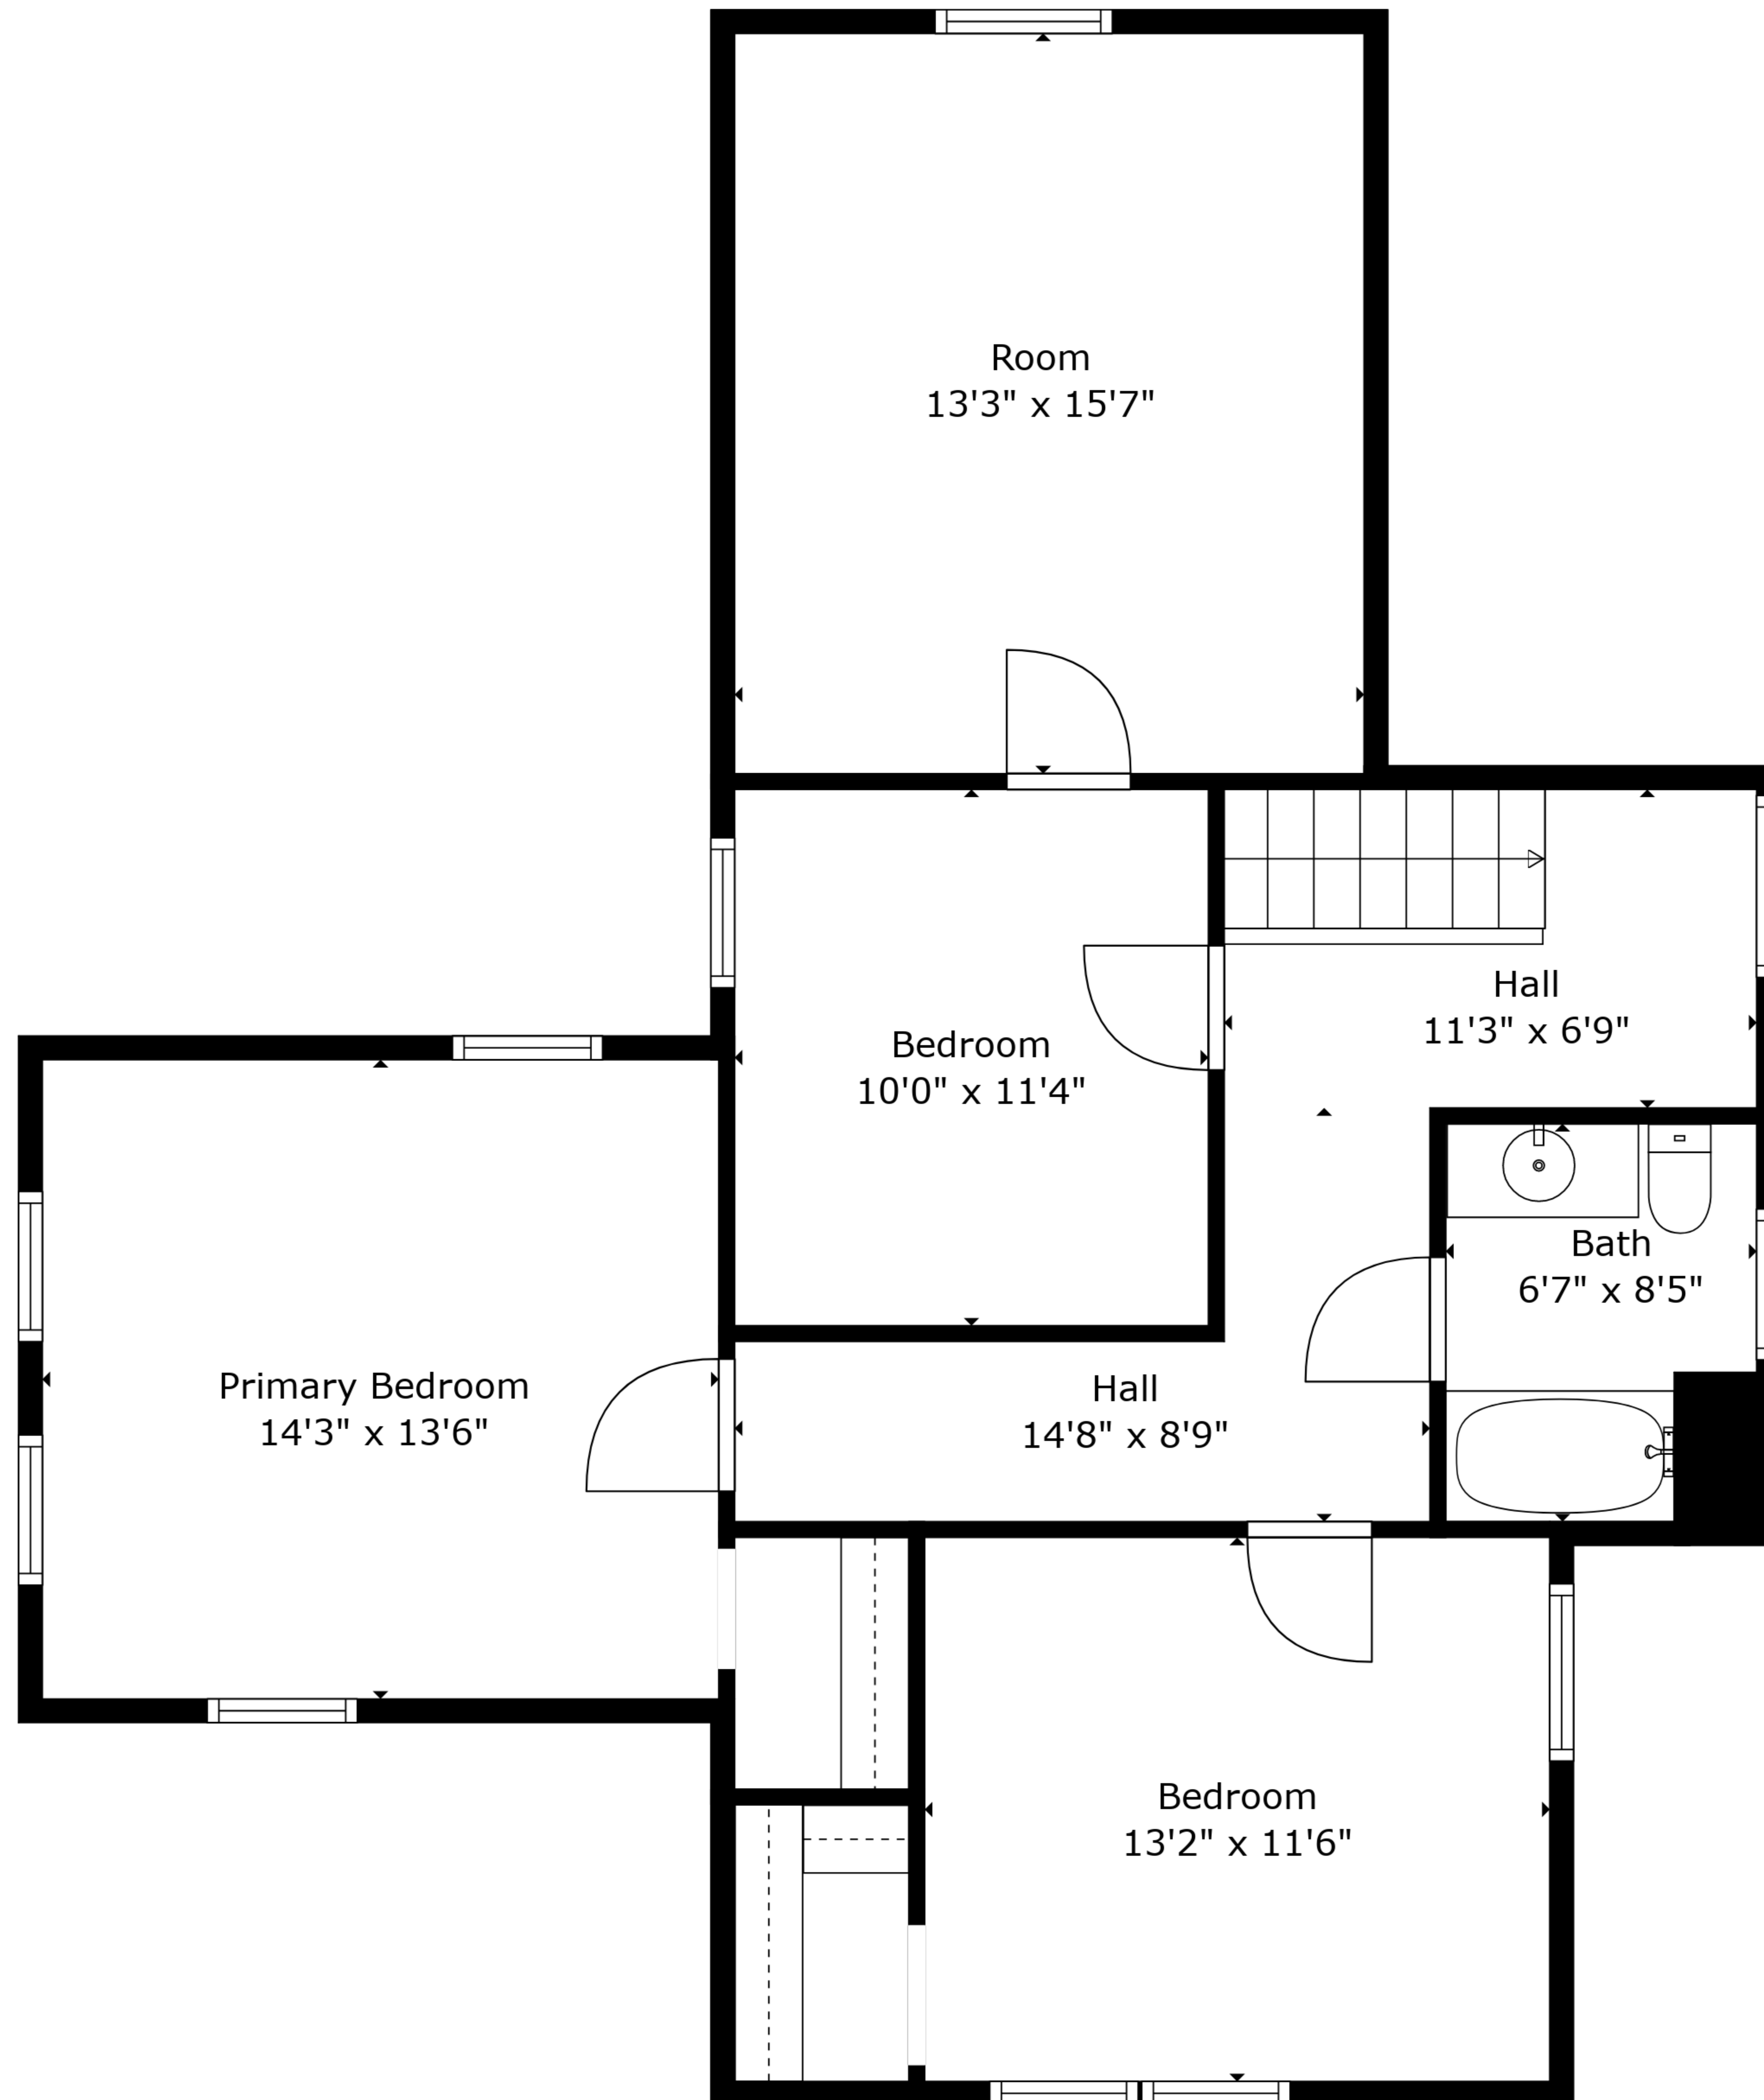 Room
13'3" x 15'7"
Hall
11'3" x 6'9"
Bedroom
10'0" x 11'4"
Bath
6'7" x 8'5"
Primary Bedroom
14'3" x 13'6"
Hall
14'8" x 8'9"
Bedroom
13'2" x 11'6"